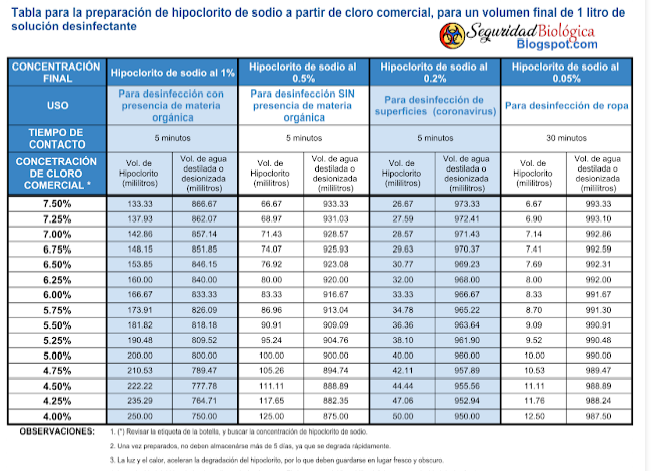 Tabla para la preparación de hipoclorito de sodio a partir de cloro comercial, para un volumen final de 1 litro de
solución desinfectante
SeguridadBiológica
Blogspot.com
CONCENTRACIÓN FINAL Hipoclorito de sodio al 1% Hipoclorito de sodio al 0.5% Hipoclorito de sodio al 0.2% Hipoclorito de sodio al 0.05%
USO Para desinfección con presencia de materia orgánica Para desinfección SIN presencia de materia orgánica Para desinfección de superficies (coronavirus) Para desinfección de ropa
TIEMPO DE CONTACTO 5 minutos 5 minutos 5 minutos 30 minutos
CONCETRACIÓN DE CLORO COMERCIAL * Vol. de Hipoclorito (mililitros) Vol. de agua destilada o desionizada (mililitros) Vol. de Hipoclorito (mililitros) Vol. de agua destilada o desionizada (mililitros) Vol. de Hipoclorito (mililitros) Vol. de agua destilada o desionizada (mililitros) Vol. de Hipoclorito (mililitros) Vol. de agua destilada o desionizada (mililitros)
7.50% 133.33 866.67 66.67 933.33 26.67 973.33 6.67 993.33
7.25% 137.93 862.07 68.97 931.03 27.59 972.41 6.90 993.10
7.00% 142.86 857.14 71.43 928.57 28.57 971.43 7.14 992.86
6.75% 148.15 851.85 74.07 925.93 29.63 970.37 7.41 992.59
6.50% 153.85 846.15 76.92 923.08 30.77 969.23 7.69 992.31
6.25% 160.00 840.00 80.00 920.00 32.00 968.00 8.00 992.00
6.00% 166.67 833.33 83.33 916.67 33.33 966.67 8.33 991.67
5.75% 173.91 826.09 86.96 913.04 34.78 965.22 8.70 991.30
5.50% 181.82 818.18 90.91 909.09 36.36 963.64 9.09 990.91
5.25% 190.48 809.52 95.24 904.76 38.10 961.90 9.52 990.48
5.00% 200.00 800.00 100.00 900.00 40.00 960.00 10.00 990.00
4.75% 210.53 789.47 105.26 894.74 42.11 957.89 10.53 989.47
4.50% 222.22 777.78 111.11 888.89 44.44 955.56 11.11 988.89
4.25% 235.29 764.71 117.65 882.35 47.06 952.94 11.76 988.24
4.00% 250.00 750.00 125.00 875.00 50.00 950.00 12.50 987.50
OBSERVACIONES: 1. (*) Revisar la etiqueta de la botella, y buscar la concentración de hipoclorito de sodio.
2. Una vez preparados, no deben almacenarse más de 5 días, ya que se degrada rápidamente.
3. La luz y el calor, aceleran la degradación del hipoclorito, por lo que deben guardarse en lugar fresco y obscuro.